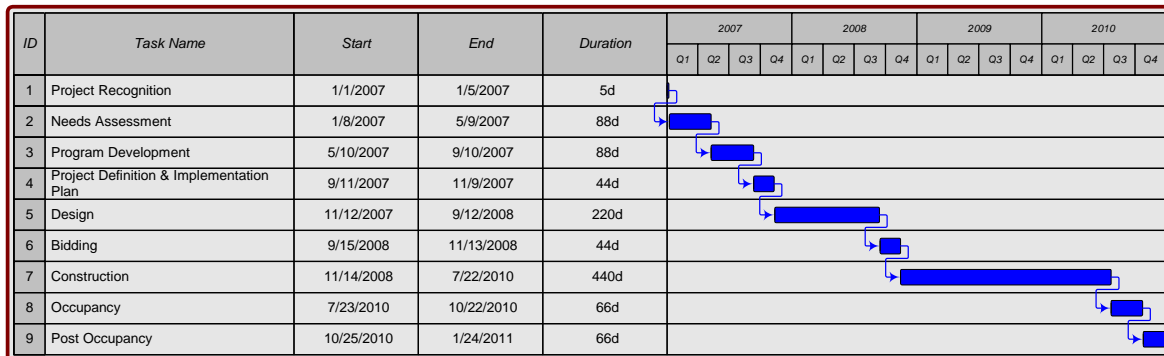 ID Task Name Start End Duration 2007 2008 2009 2010
Q1 Q2 Q3 Q4 Q1 Q2 Q3 Q4 Q1 Q2 Q3 Q4 Q1 Q2 Q3 Q4
1 Project Recognition 1/1/2007 1/5/2007 5d
2 Needs Assessment 1/8/2007 5/9/2007 88d
3 Program Development 5/10/2007 9/10/2007 88d
4 Project Definition & Implementation
Plan 9/11/2007 11/9/2007 44d
5 Design 11/12/2007 9/12/2008 220d
6 Bidding 9/15/2008 11/13/2008 44d
7 Construction 11/14/2008 7/22/2010 440d
8 Occupancy 7/23/2010 10/22/2010 66d
9 Post Occupancy 10/25/2010 1/24/2011 66d